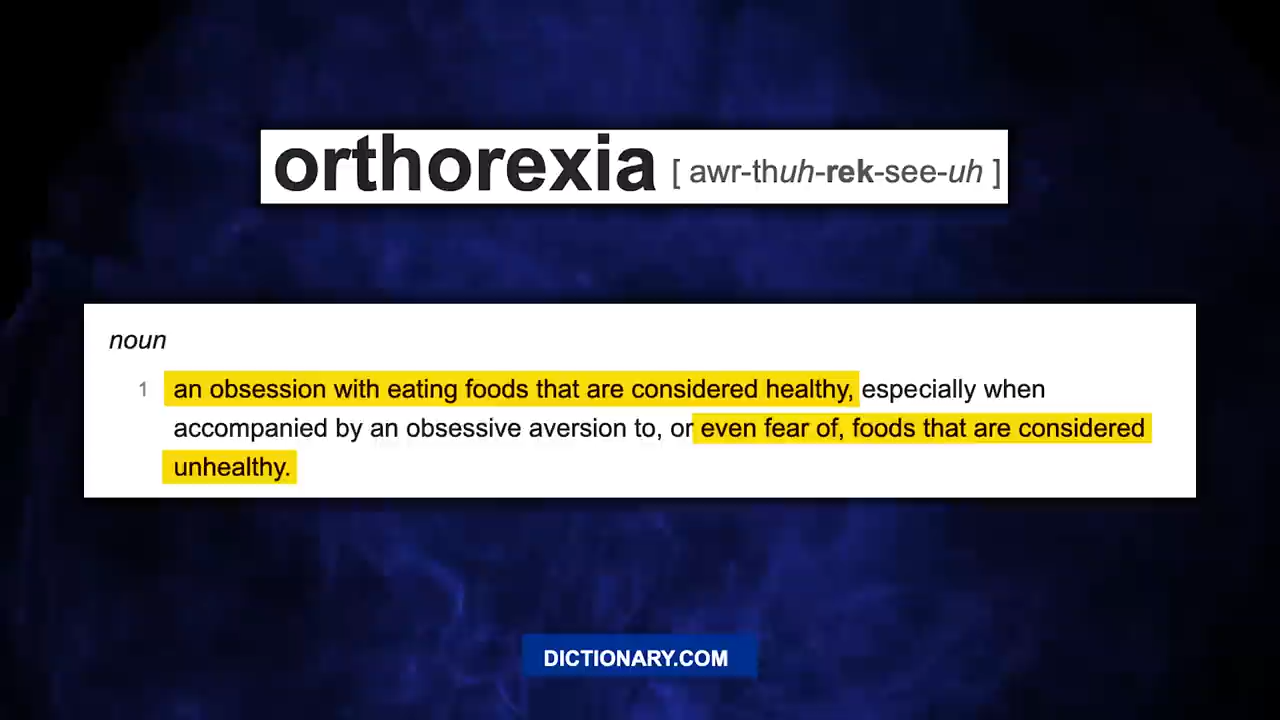 orthorexia [ awr-thuh-rek-see-uh ]
noun
1 an obsession with eating foods that are considered healthy, especially when
accompanied by an obsessive aversion to, or even fear of, foods that are considered
unhealthy.
DICTIONARY.COM